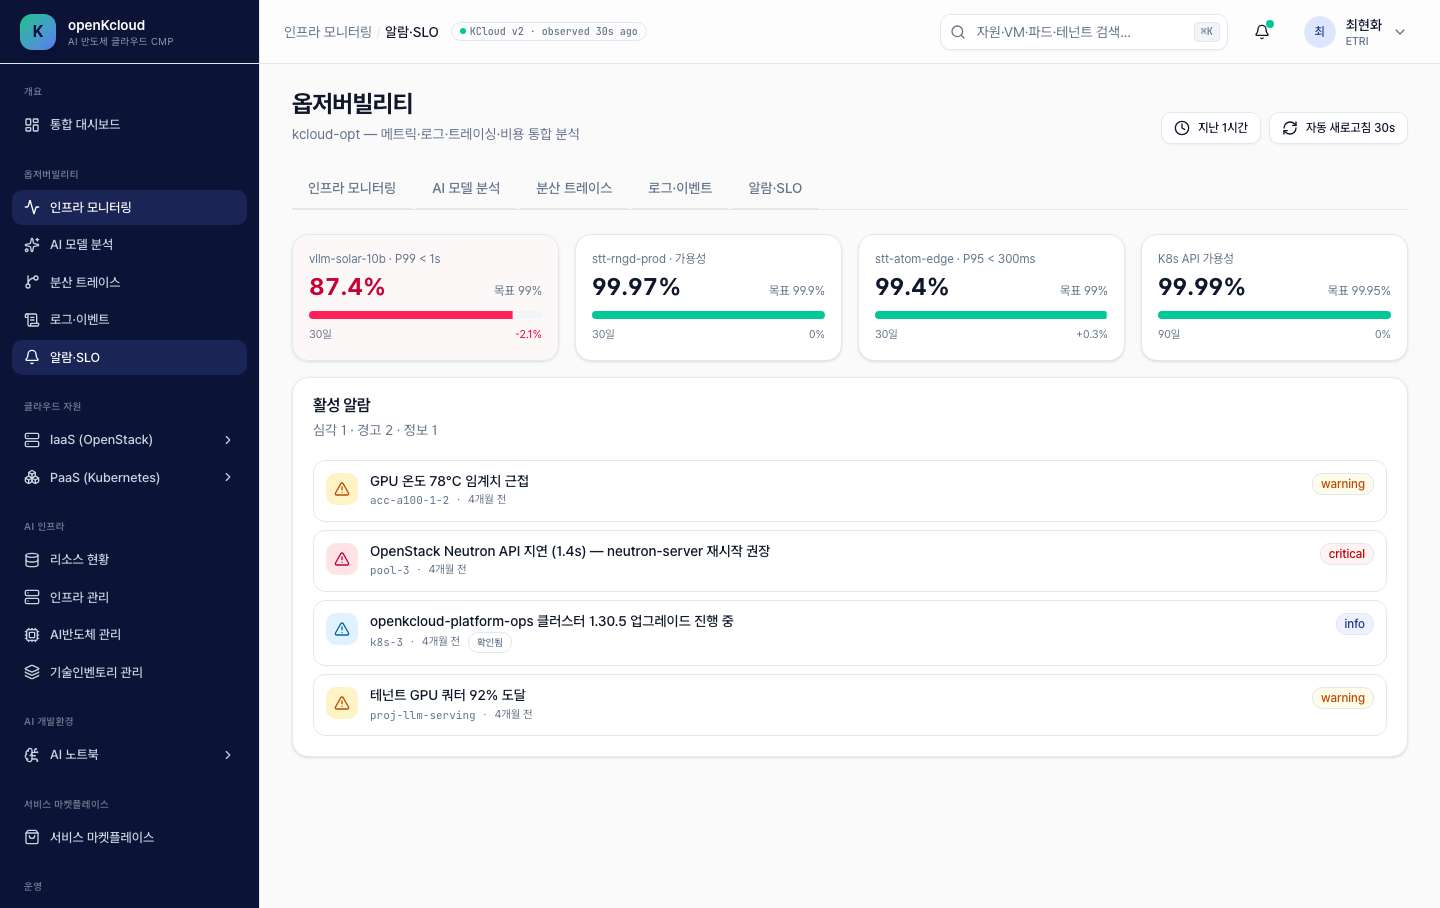 openKcloud
AI 반도체 클라우드 CMP
개요
통합 대시보드
옵저버빌리티
인프라 모니터링
AI 모델 분석
분산 트레이스
로그·이벤트
알람·SLO
클라우드 자원
IaaS (OpenStack)
PaaS (Kubernetes)
AI 인프라
리소스 현황
인프라 관리
AI반도체 관리
기술인벤토리 관리
AI 개발환경
AI 노트북
서비스 마켓플레이스
서비스 마켓플레이스
운영
인프라 모니터링 / 알람·SLO
KCloud v2 · observed 30s ago
자원·VM·파드·테넌트 검색...
⌘K
최
최현화
ETRI
옵저버빌리티
kcloud-opt — 메트릭·로그·트레이싱·비용 통합 분석
지난 1시간
자동 새로고침 30s
인프라 모니터링 AI 모델 분석 분산 트레이스 로그·이벤트 알람·SLO
vllm-solar-10b · P99 < 1s
87.4% 목표 99%
30일 -2.1%
stt-rngd-prod · 가용성
99.97% 목표 99.9%
30일 0%
stt-atom-edge · P95 < 300ms
99.4% 목표 99%
30일 +0.3%
K8s API 가용성
99.99% 목표 99.95%
90일 0%
활성 알람
심각 1 · 경고 2 · 정보 1
GPU 온도 78°C 임계치 근접
acc-a100-1-2 · 4개월 전
warning
OpenStack Neutron API 지연 (1.4s) — neutron-server 재시작 권장
pool-3 · 4개월 전
critical
openkcloud-platform-ops 클러스터 1.30.5 업그레이드 진행 중
k8s-3 · 4개월 전 확인됨
info
테넌트 GPU 쿼터 92% 도달
proj-llm-serving · 4개월 전
warning
K